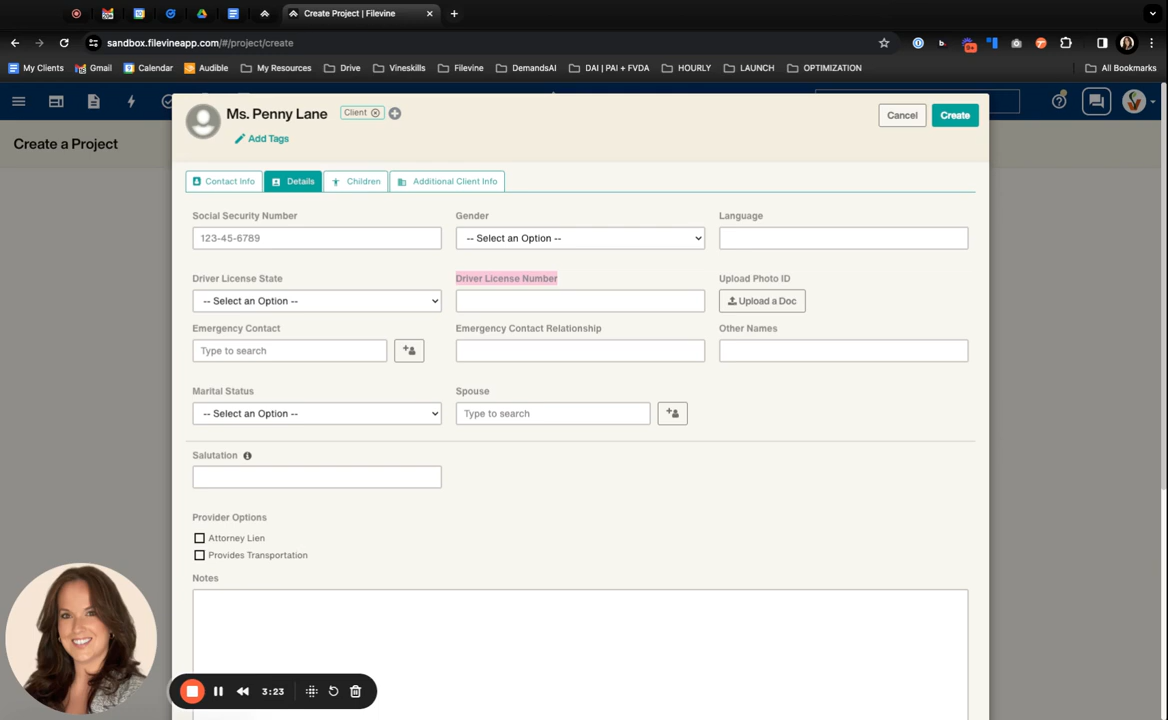 Create Project | Filevine
sandbox.filevineapp.com/#/project/create
My Clients Gmail Calendar Audible My Resources Drive Vineskills Filevine DemandsAI DAI | PAI + FVDA HOURLY LAUNCH OPTIMIZATION All Bookmarks
Create a Project
Ms. Penny Lane Client
Cancel Create
Add Tags
Contact Info Details Children Additional Client Info
Social Security Number Gender Language
123-45-6789 -- Select an Option --
Driver License State Driver License Number Upload Photo ID
-- Select an Option -- Upload a Doc
Emergency Contact Emergency Contact Relationship Other Names
Type to search
Marital Status Spouse
-- Select an Option -- Type to search
Salutation
Provider Options
Attorney Lien
Provides Transportation
Notes
3:23